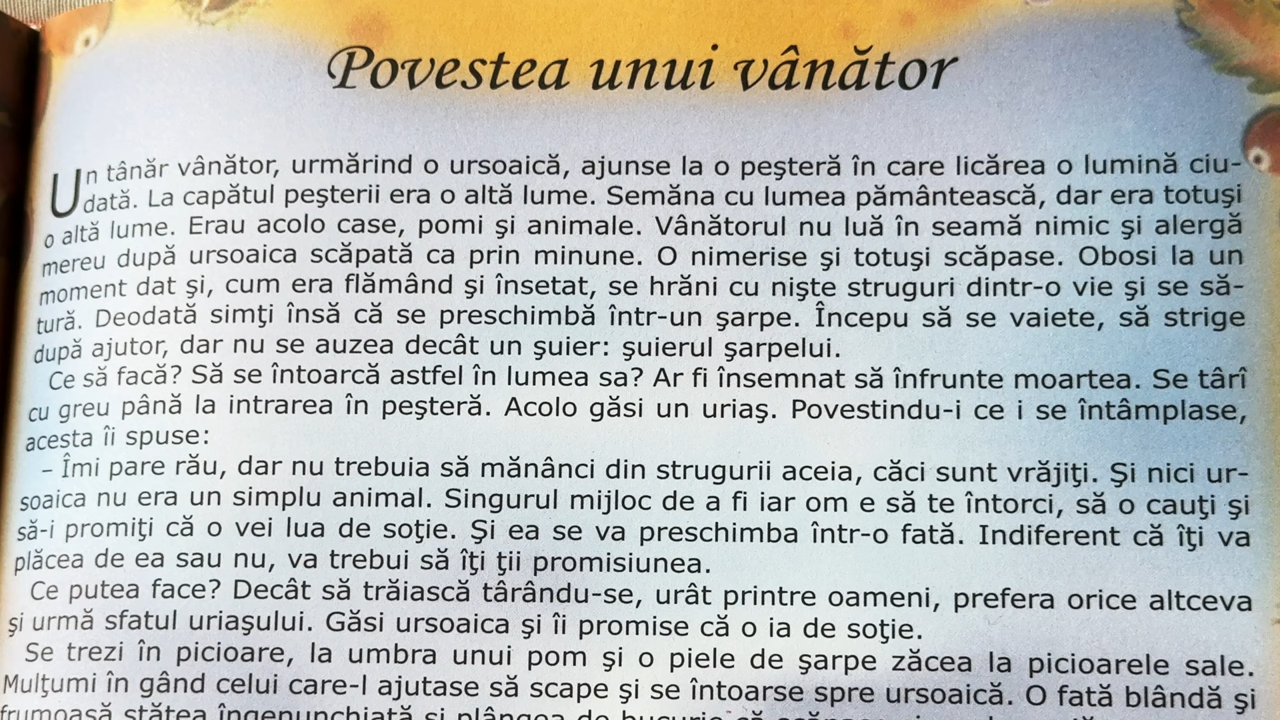 Povestea unui vânător
Un tânăr vânător, urmărind o ursoaică, ajunse la o peşteră în care licărea o lumină ciu-
dată. La capătul peşterii era o altă lume. Semăna cu lumea pământească, dar era totuşi
o altă lume. Erau acolo case, pomi şi animale. Vânătorul nu luă în seamă nimic şi alergă
mereu după ursoaica scăpată ca prin minune. O nimerise şi totuşi scăpase. Obosi la un
moment dat şi, cum era flămând şi însetat, se hrăni cu nişte struguri dintr-o vie şi se să-
tură. Deodată simţi însă că se preschimbă într-un şarpe. Începu să se vaiete, să strige
după ajutor, dar nu se auzea decât un şuier: şuierul şarpelui.
Ce să facă? Să se întoarcă astfel în lumea sa? Ar fi însemnat să înfrunte moartea. Se târî
cu greu până la intrarea în peşteră. Acolo găsi un uriaş. Povestindu-i ce i se întâmplase,
acesta îi spuse:
– Îmi pare rău, dar nu trebuia să mănânci din strugurii aceia, căci sunt vrăjiţi. Şi nici ur-
soaica nu era un simplu animal. Singurul mijloc de a fi iar om e să te întorci, să o cauţi şi
să-i promiţi că o vei lua de soţie. Şi ea se va preschimba într-o fată. Indiferent că îţi va
plăcea de ea sau nu, va trebui să îţi ţii promisiunea.
Ce putea face? Decât să trăiască târându-se, urât printre oameni, prefera orice altceva
şi urmă sfatul uriaşului. Găsi ursoaica şi îi promise că o ia de soţie.
Se trezi în picioare, la umbra unui pom şi o piele de şarpe zăcea la picioarele sale.
Mulţumi în gând celui care-l ajutase să scape şi se întoarse spre ursoaică. O fată blândă şi
frumoasă stătea îngenunchiată şi plângea de bucurie că